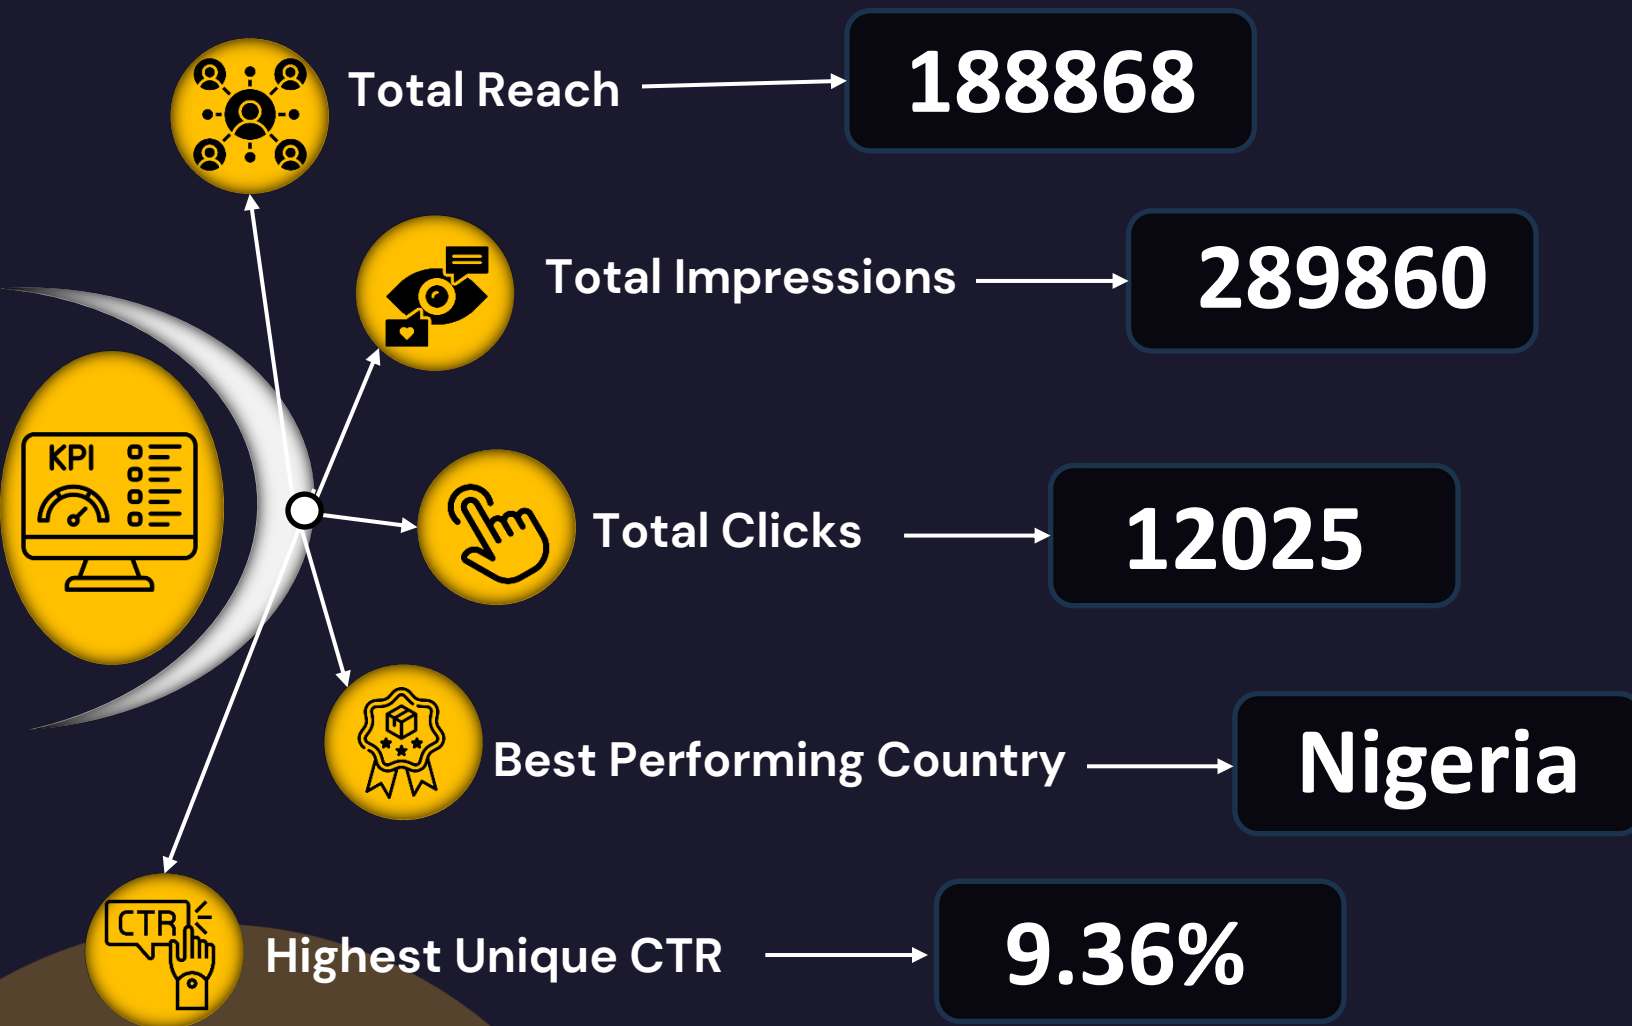 Total Reach
188868
Total Impressions
289860
KPI
Total Clicks
12025
Best Performing Country
Nigeria
CTR
Highest Unique CTR
9.36%